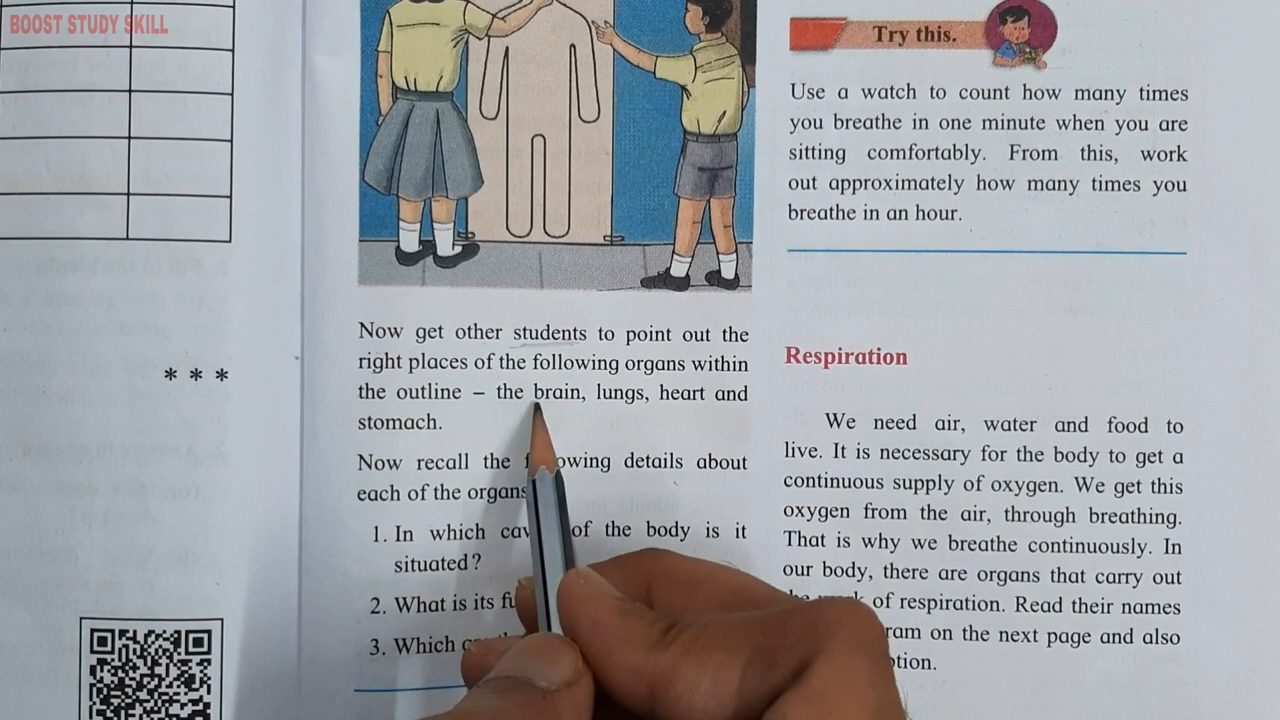 BOOST STUDY SKILL
* * *
Now get other students to point out the
right places of the following organs within
the outline – the brain, lungs, heart and
stomach.
Now recall the owing details about
each of the organs
1. In which cav of the body is it
situated?
2. What is its fu
3. Which
Try this.
Use a watch to count how many times
you breathe in one minute when you are
sitting comfortably. From this, work
out approximately how many times you
breathe in an hour.
Respiration
We need air, water and food to
live. It is necessary for the body to get a
continuous supply of oxygen. We get this
oxygen from the air, through breathing.
That is why we breathe continuously. In
our body, there are organs that carry out
of respiration. Read their names
ram on the next page and also
tion.